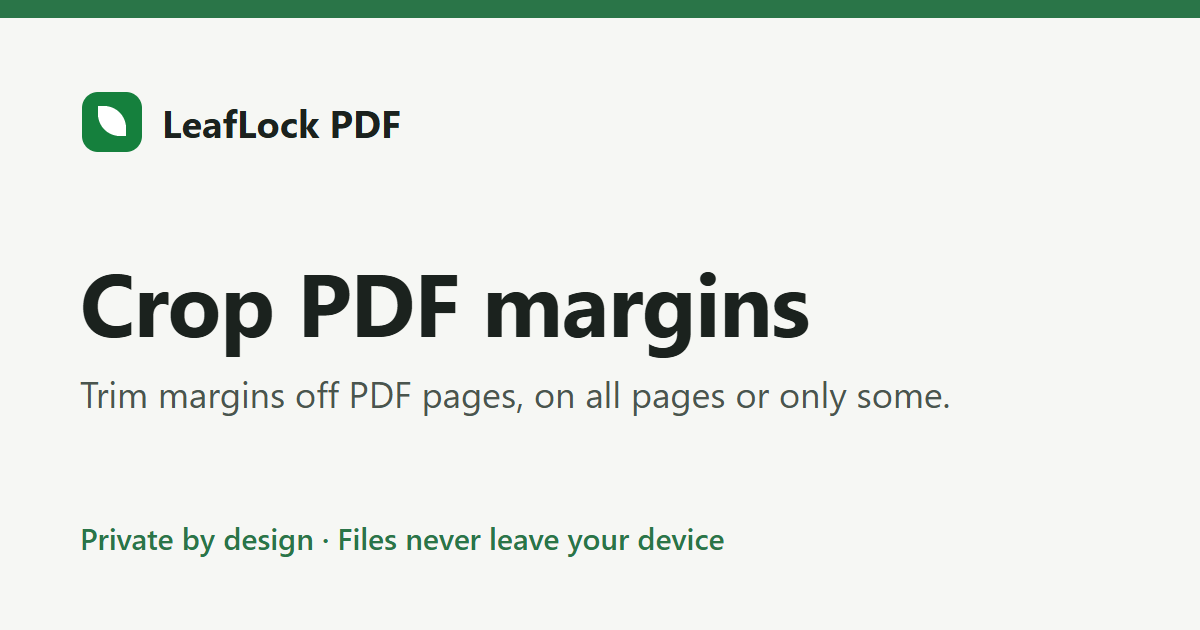 LeafLock PDF
Crop PDF margins
Trim margins off PDF pages, on all pages or only some.
Private by design · Files never leave your device